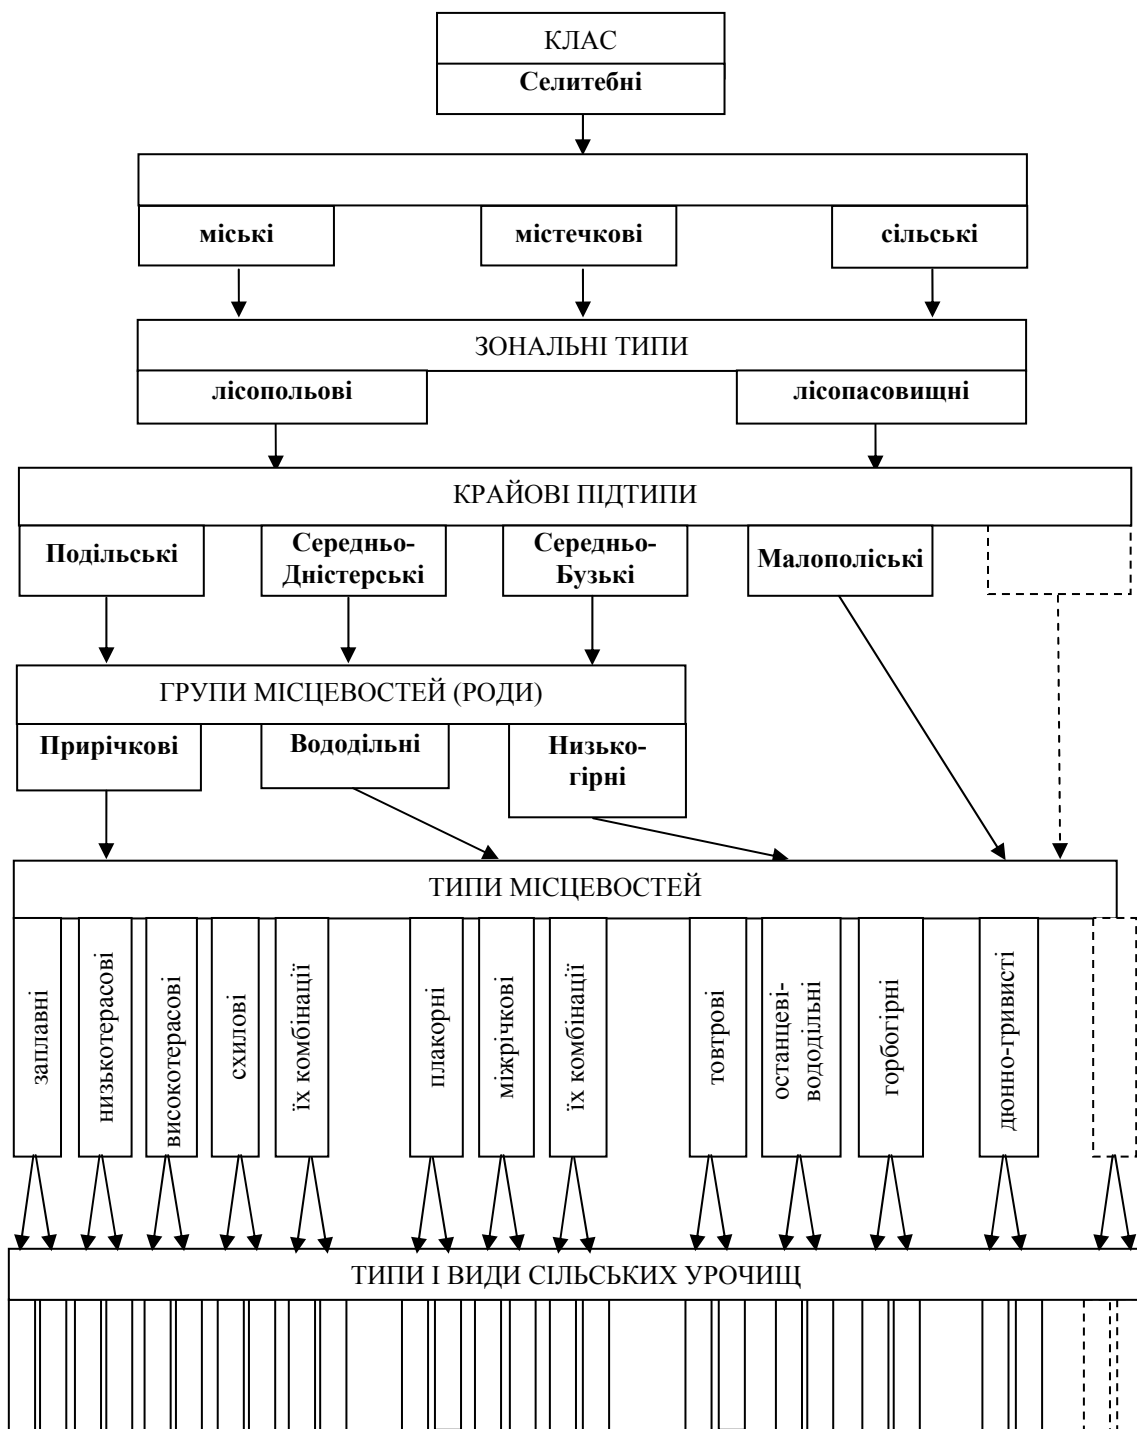 КЛАС
Селитебні
міські
містечкові
сільські
ЗОНАЛЬНІ ТИПИ
лісопольові
лісопасовищні
КРАЙОВІ ПІДТИПИ
Подільські
Середньо-
Дністерські
Середньо-
Бузькі
Малополіські
ГРУПИ МІСЦЕВОСТЕЙ (РОДИ)
Прирічкові
Вододільні
Низько-
гірні
ТИПИ МІСЦЕВОСТЕЙ
заплавні
низькотерасові
високотерасові
схилові
їх комбінації
плакорні
міжрічкові
їх комбінації
товтрові
останцеві-
вододільні
горбогірні
дюнно-гривисті
ТИПИ І ВИДИ СІЛЬСЬКИХ УРОЧИЩ